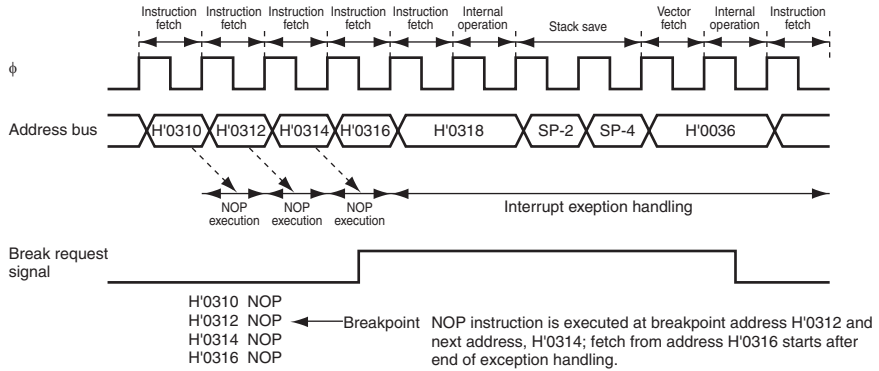 Instruction fetch
Instruction fetch
Instruction fetch
Instruction fetch
Instruction fetch
Internal operation
Stack save
Vector fetch
Internal operation
Instruction fetch
ϕ
Address bus
H'0310
H'0312
H'0314
H'0316
H'0318
SP-2
SP-4
H'0036
NOP execution
NOP execution
NOP execution
Interrupt exeption handling
Break request signal
H'0310 NOP
H'0312 NOP
H'0314 NOP
H'0316 NOP
Breakpoint
NOP instruction is executed at breakpoint address H'0312 and
next address, H'0314; fetch from address H'0316 starts after
end of exception handling.